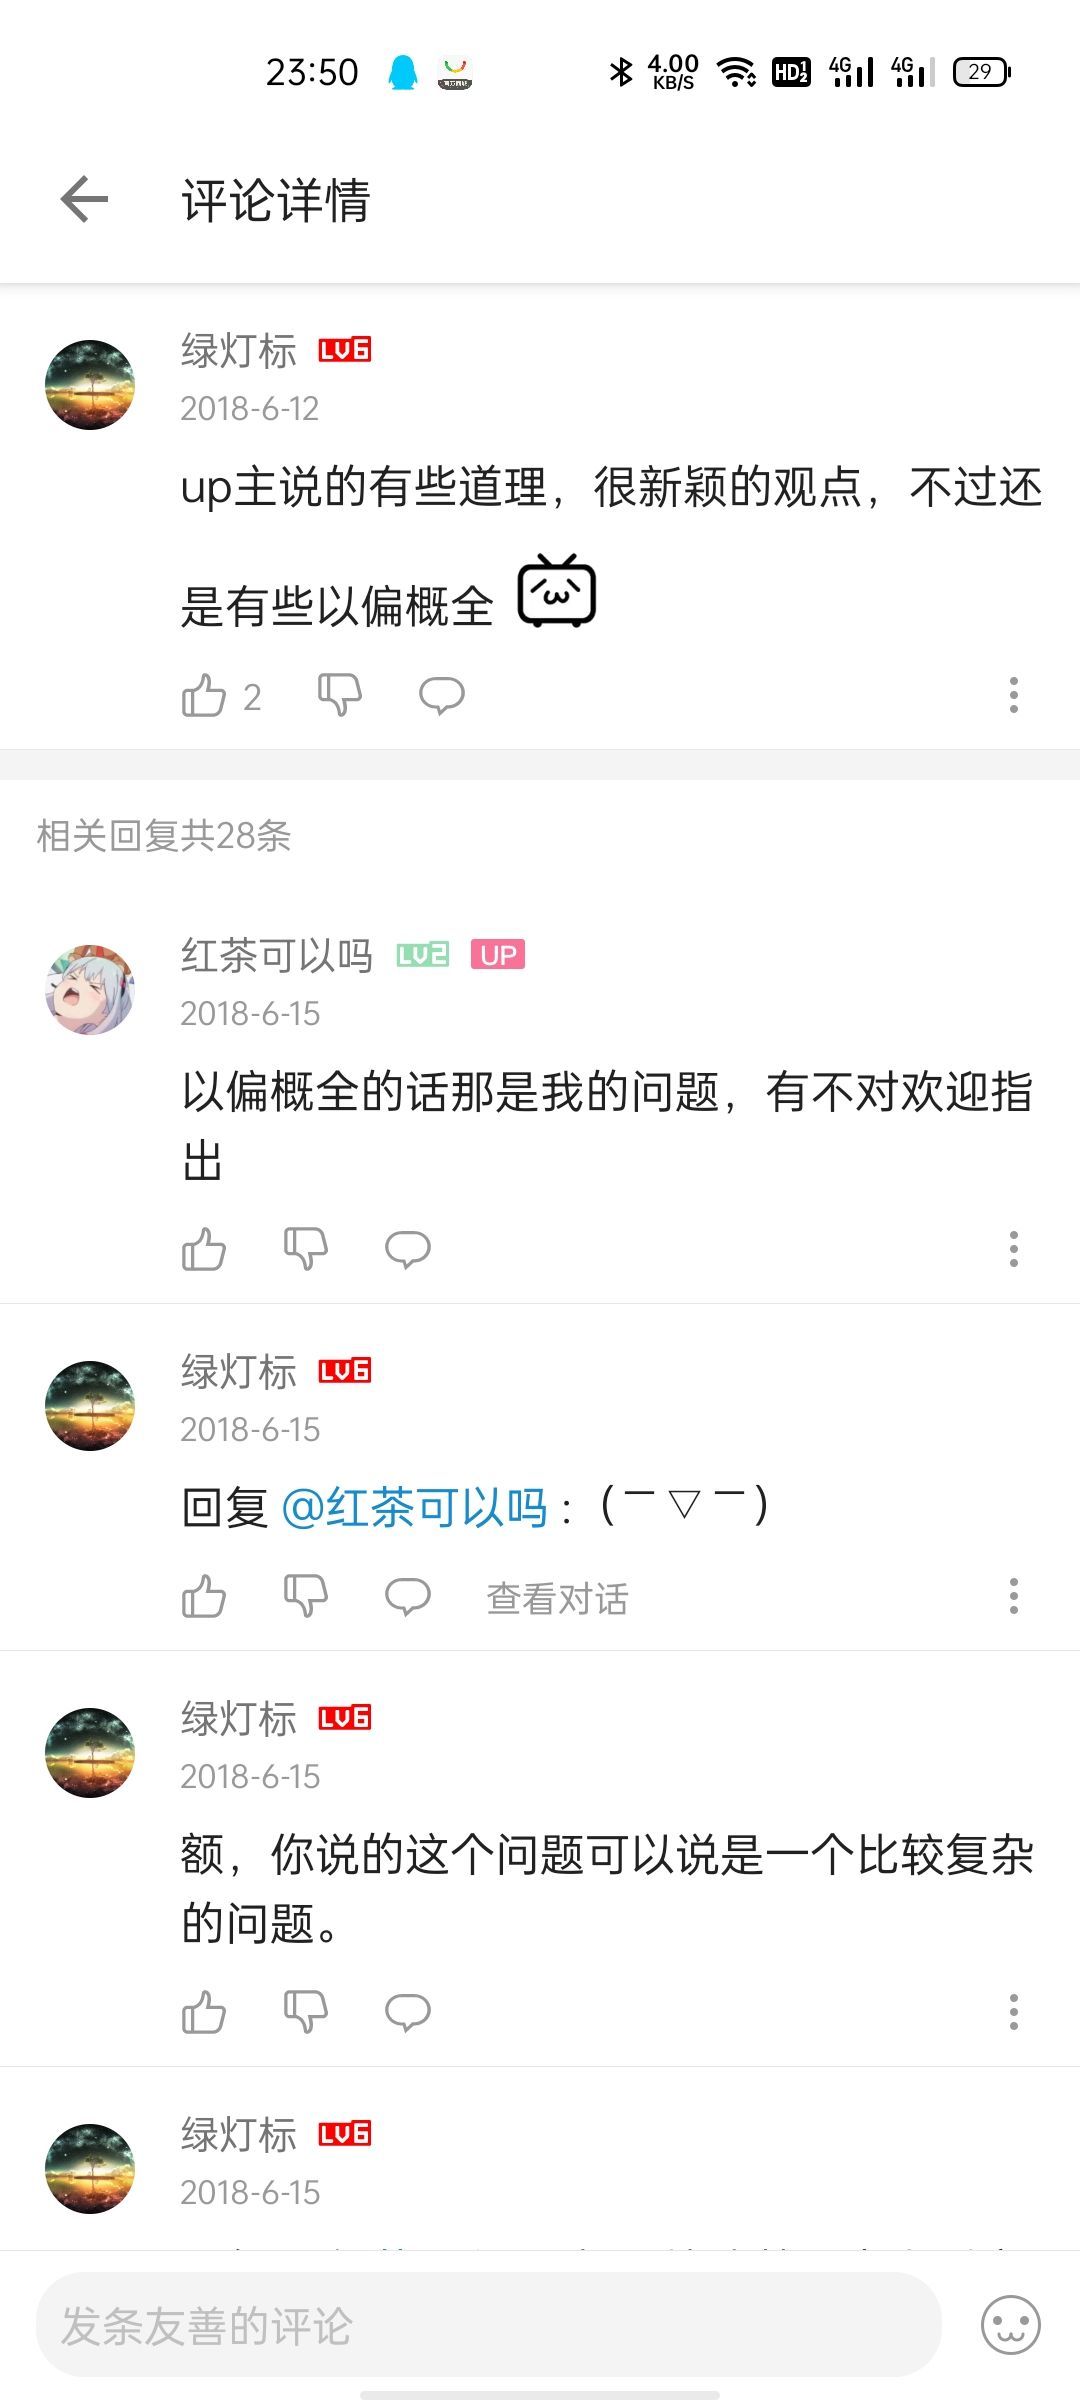 23:50 4.00 KB/S HD 1 2 4G 4G 29
评论详情
绿灯标 LV6
2018-6-12
up主说的有些道理，很新颖的观点，不过还
是有些以偏概全
2
相关回复共28条
红茶可以吗 LV2 UP
2018-6-15
以偏概全的话那是我的问题，有不对欢迎指
出
绿灯标 LV6
2018-6-15
回复 @红茶可以吗 :（￣▽￣）
查看对话
绿灯标 LV6
2018-6-15
额，你说的这个问题可以说是一个比较复杂
的问题。
绿灯标 LV6
2018-6-15
发条友善的评论